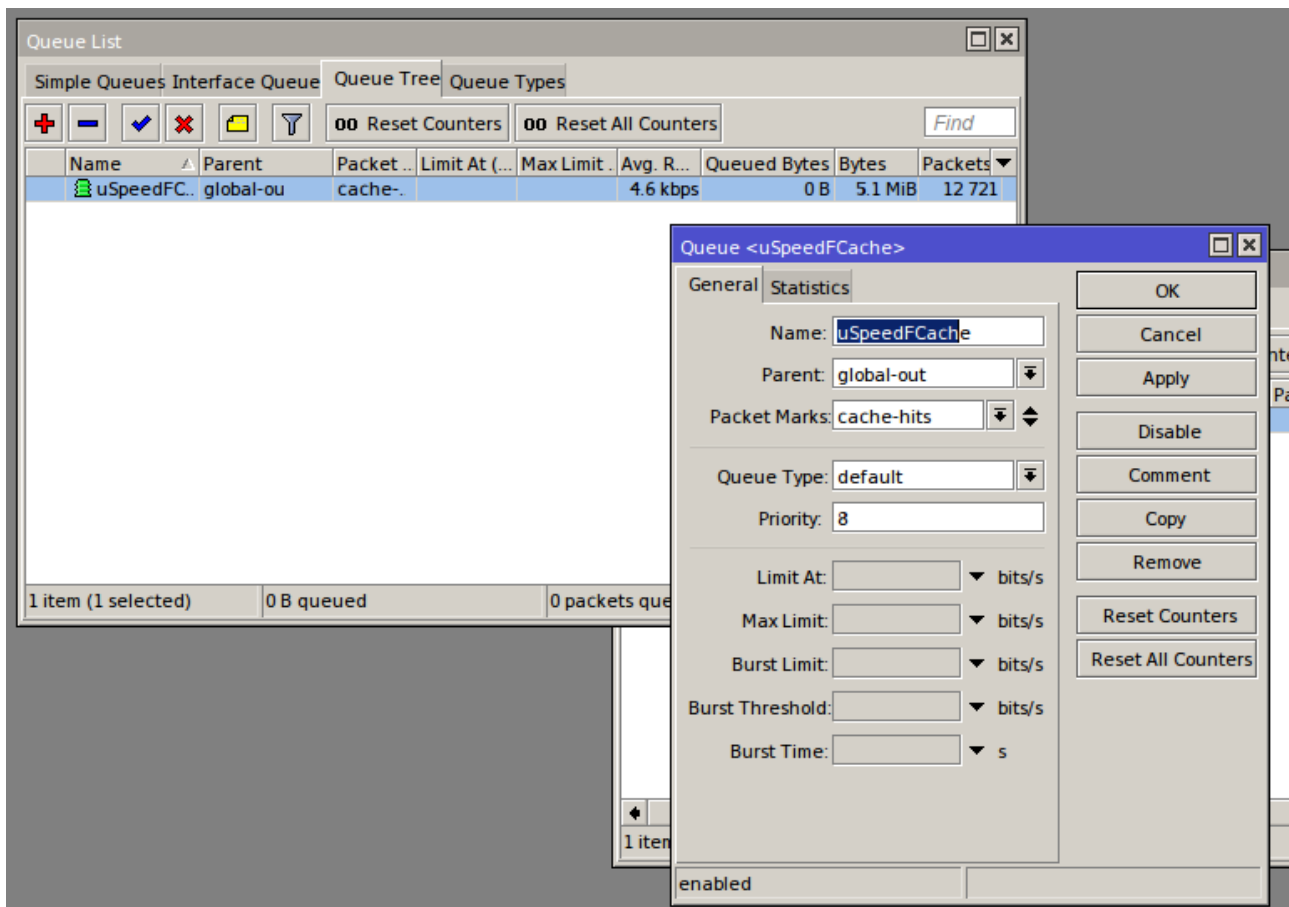 Queue List
Simple Queues Interface Queue Queue Tree Queue Types
00 Reset Counters 00 Reset All Counters Find
Name Parent Packet .. Limit At (... Max Limit . Avg. R... Queued Bytes Bytes Packets
uSpeedFC.. global-ou cache-. 4.6 kbps 0 B 5.1 MiB 12 721
1 item (1 selected) 0 B queued 0 packets que
Queue <uSpeedFCache>
General Statistics
Name: uSpeedFCache
Parent: global-out
Packet Marks: cache-hits
Queue Type: default
Priority: 8
Limit At: bits/s
Max Limit: bits/s
Burst Limit: bits/s
Burst Threshold: bits/s
Burst Time: s
OK
Cancel
Apply
Disable
Comment
Copy
Remove
Reset Counters
Reset All Counters
enabled
nte
Pa
1 iten